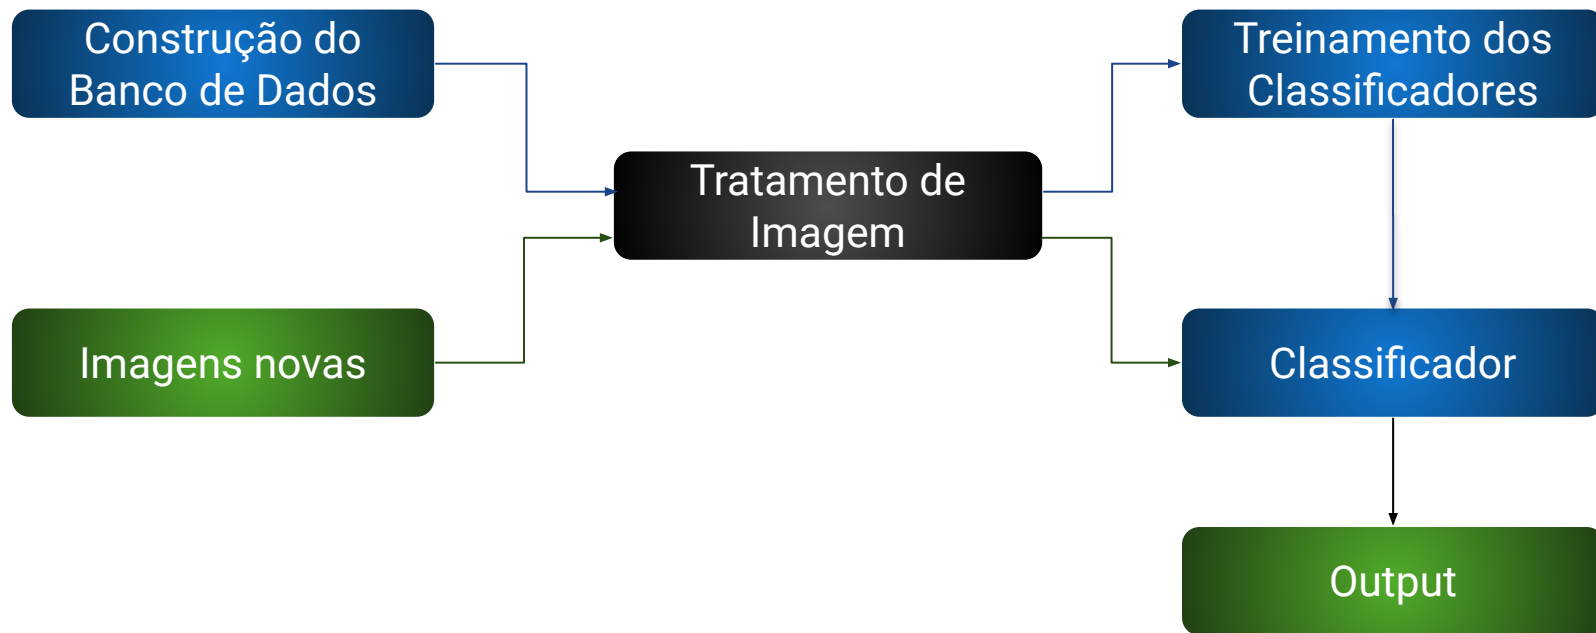 Construção do
Banco de Dados
Treinamento dos
Classificadores
Tratamento de
Imagem
Imagens novas
Classificador
Output